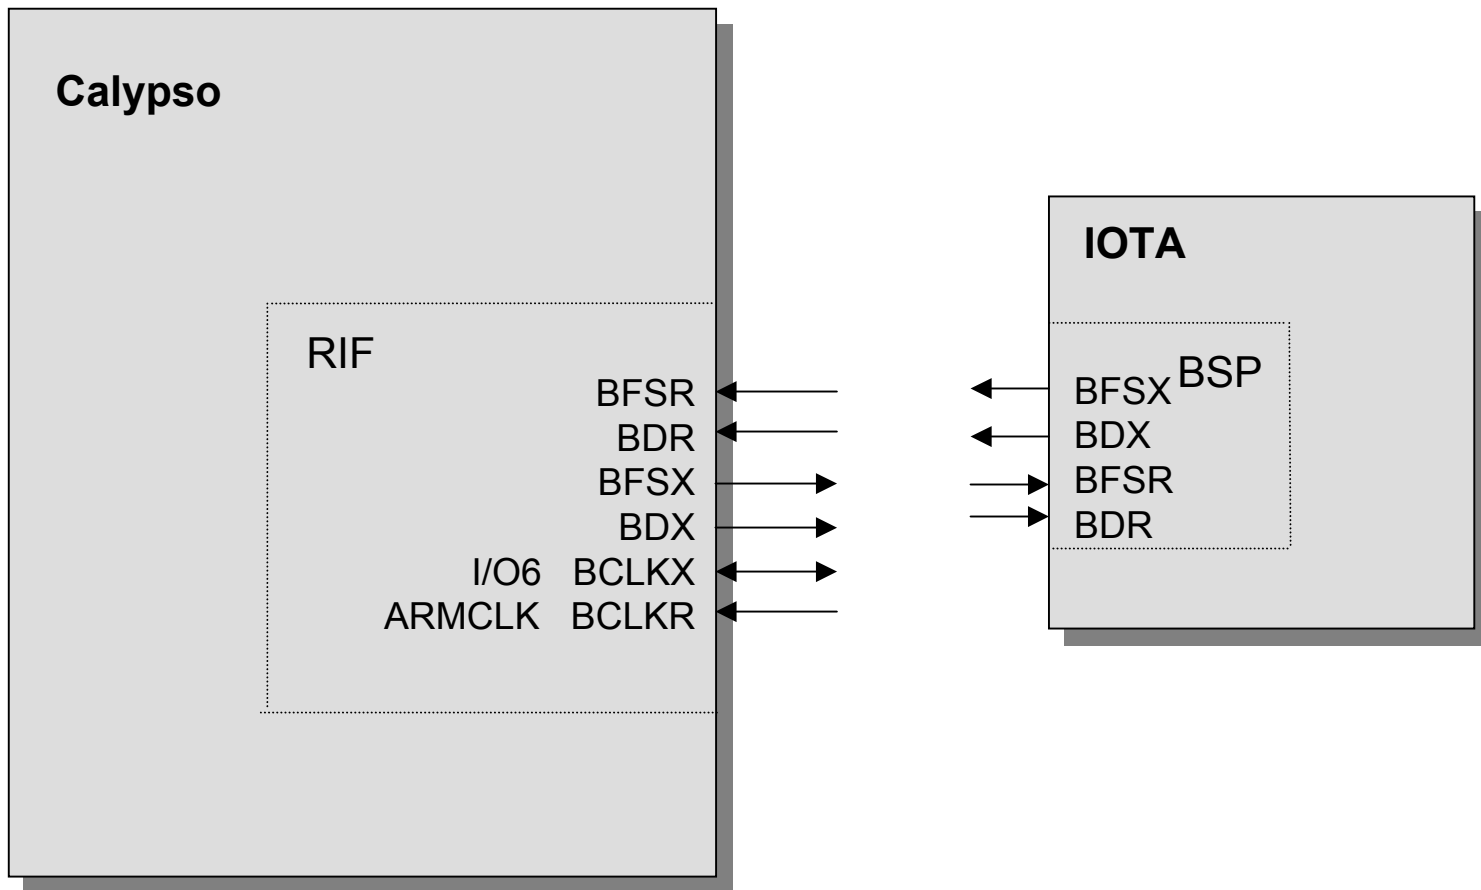 Calypso
RIF
BFSR
BDR
BFSX
BDX
I/O6 BCLKX
ARMCLK BCLKR
IOTA
BSP
BFSX
BDX
BFSR
BDR